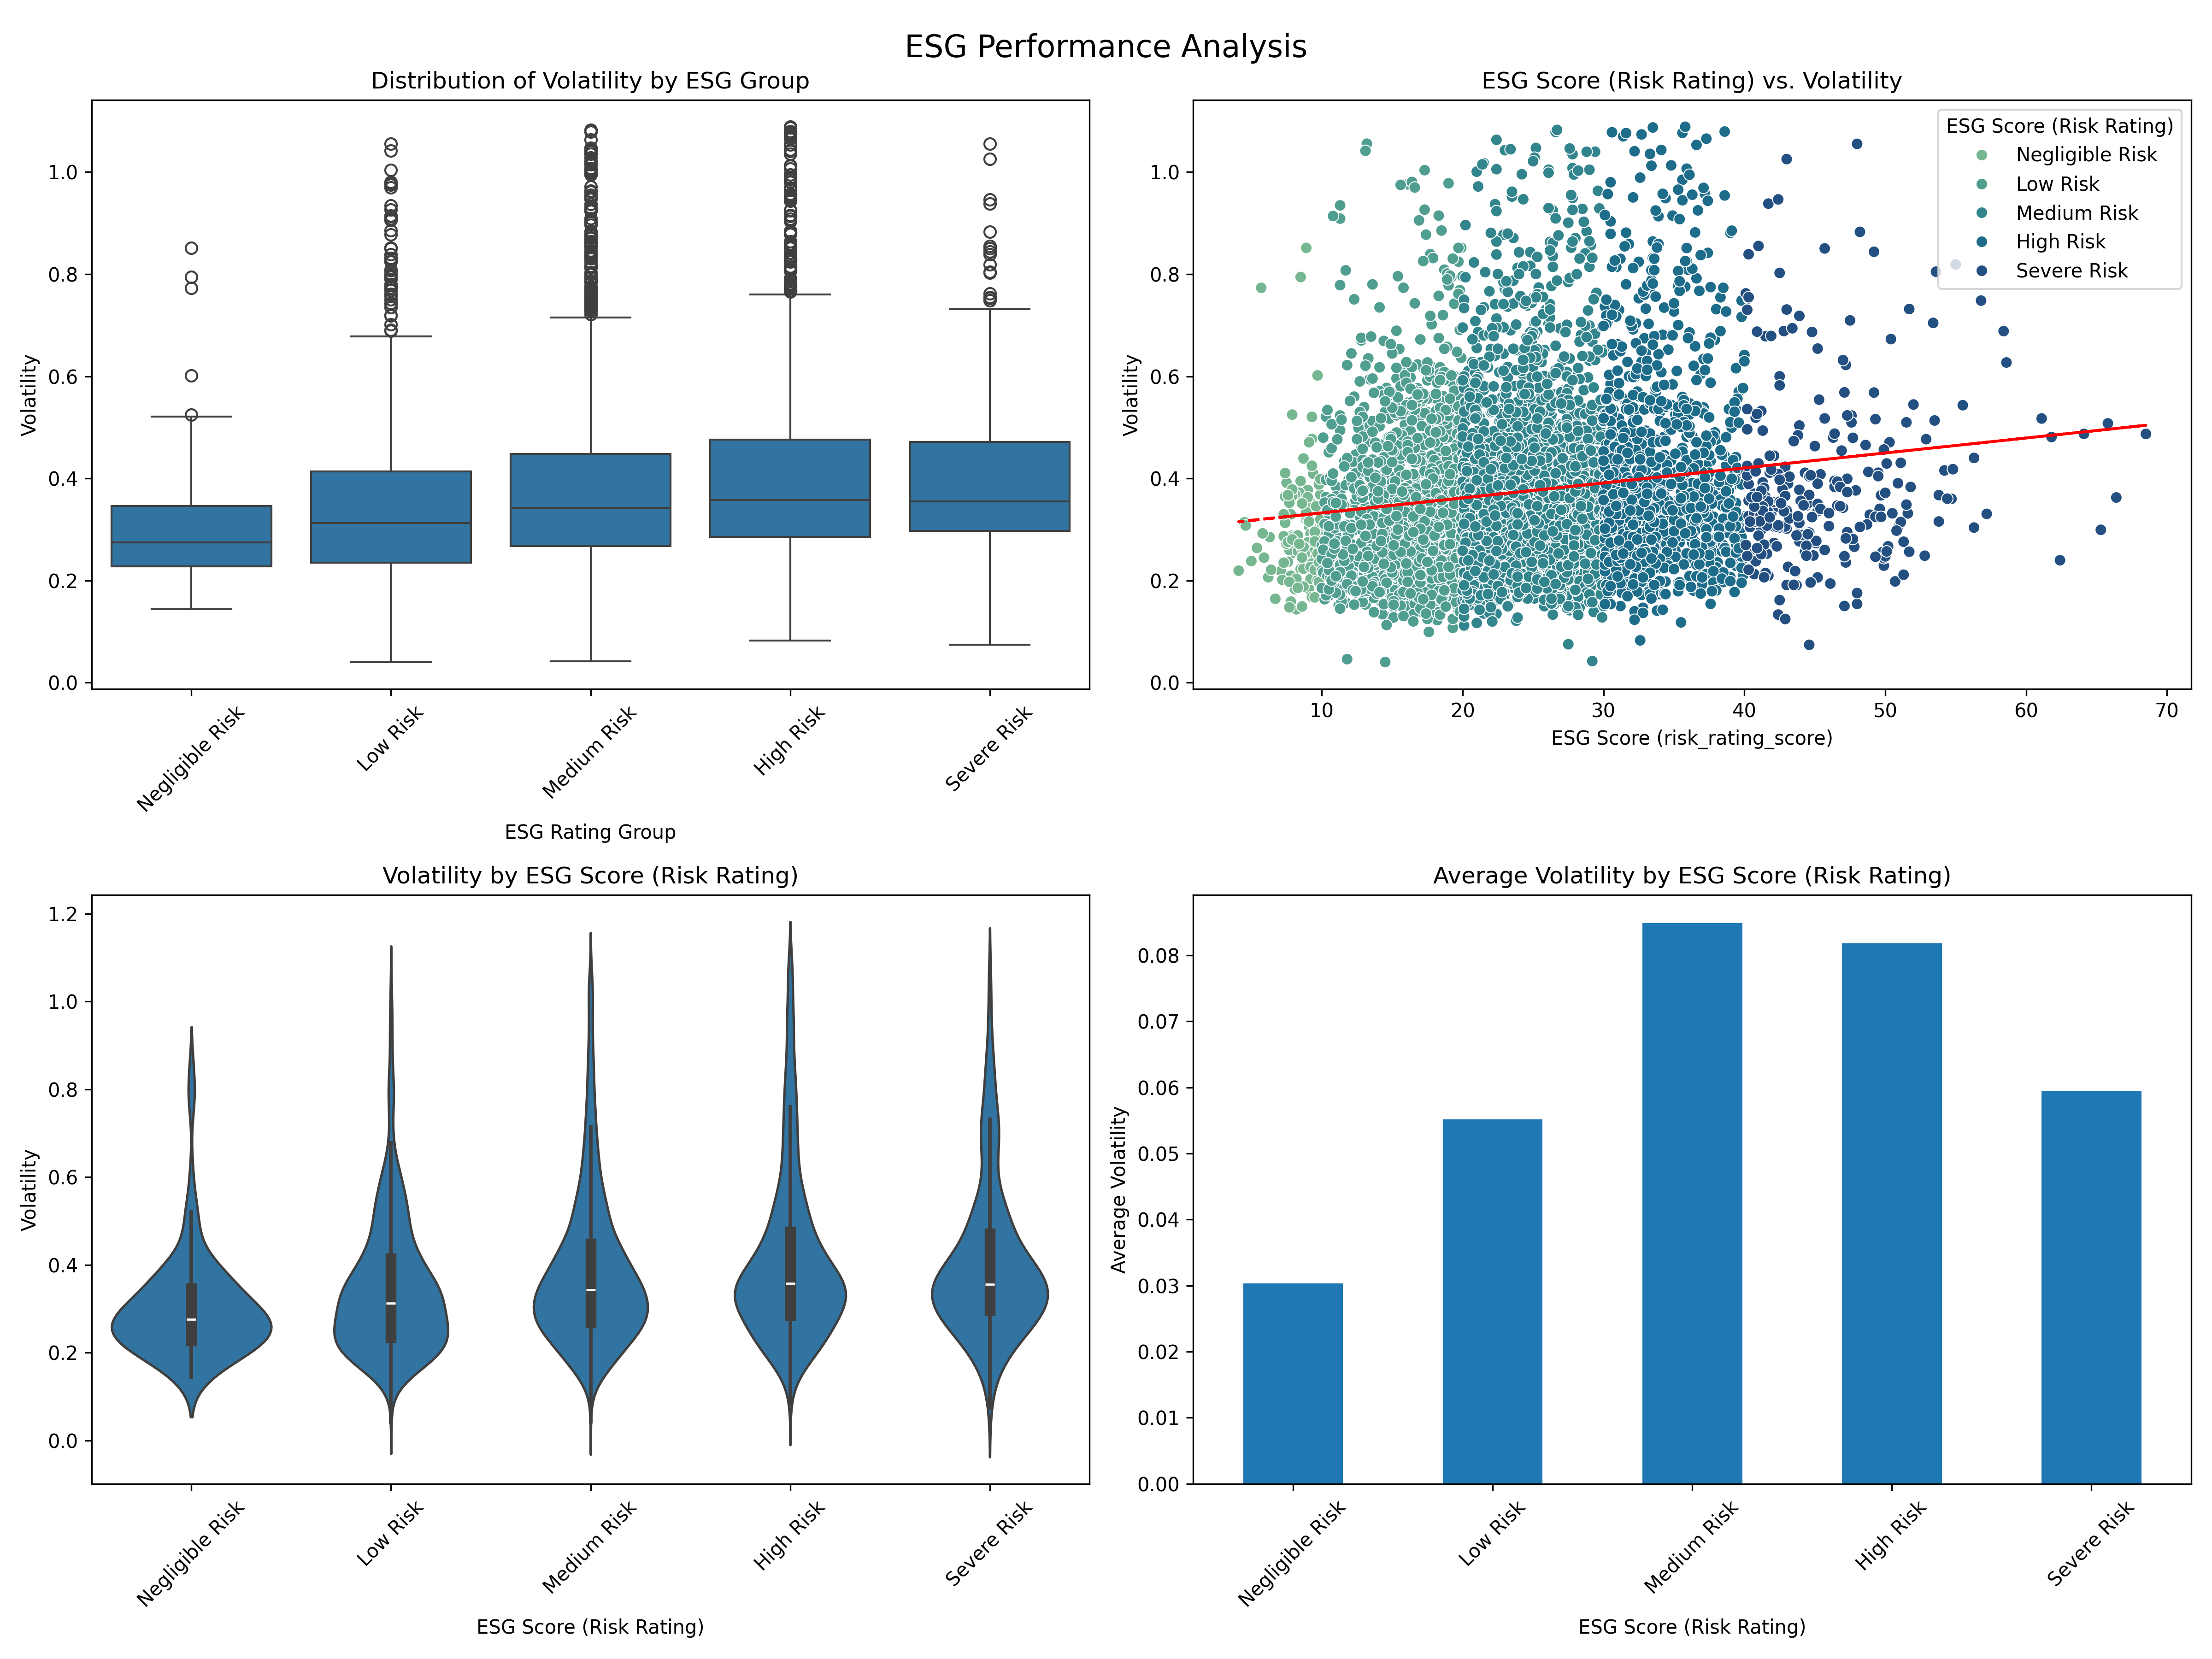 ESG Performance Analysis
Distribution of Volatility by ESG Group
Volatility
1.0
0.8
0.6
0.4
0.2
0.0
Negligible Risk
Low Risk
Medium Risk
High Risk
Severe Risk
ESG Rating Group
ESG Score (Risk Rating) vs. Volatility
Volatility
1.0
0.8
0.6
0.4
0.2
0.0
ESG Score (Risk Rating)
Negligible Risk
Low Risk
Medium Risk
High Risk
Severe Risk
10 20 30 40 50 60 70
ESG Score (risk_rating_score)
Volatility by ESG Score (Risk Rating)
Volatility
1.2
1.0
0.8
0.6
0.4
0.2
0.0
Negligible Risk
Low Risk
Medium Risk
High Risk
Severe Risk
ESG Score (Risk Rating)
Average Volatility by ESG Score (Risk Rating)
Average Volatility
0.08
0.07
0.06
0.05
0.04
0.03
0.02
0.01
0.00
Negligible Risk
Low Risk
Medium Risk
High Risk
Severe Risk
ESG Score (Risk Rating)